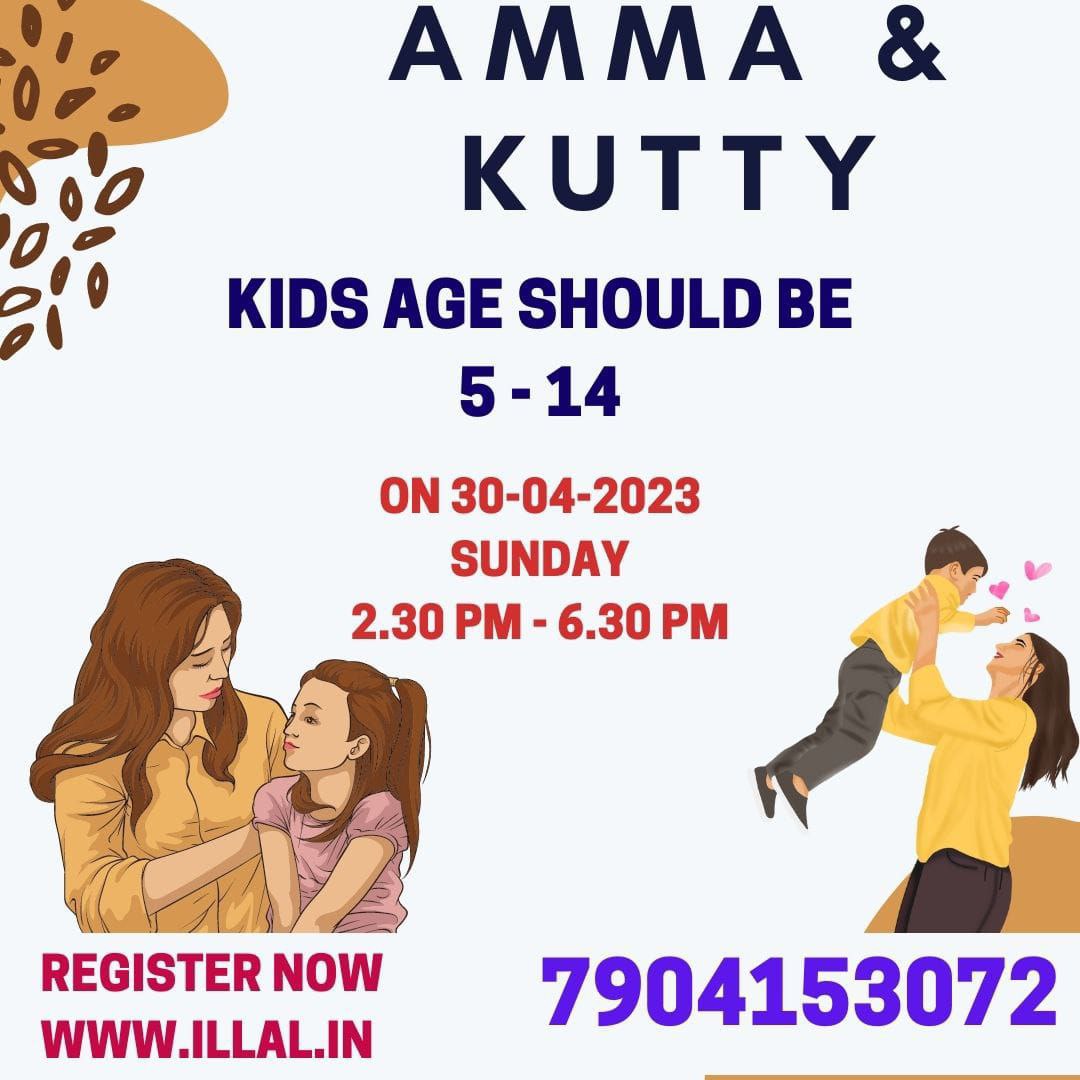 AMMA &
KUTTY
KIDS AGE SHOULD BE
5 - 14
ON 30-04-2023
SUNDAY
2.30 PM - 6.30 PM
REGISTER NOW
WWW.ILLAL.IN
7904153072